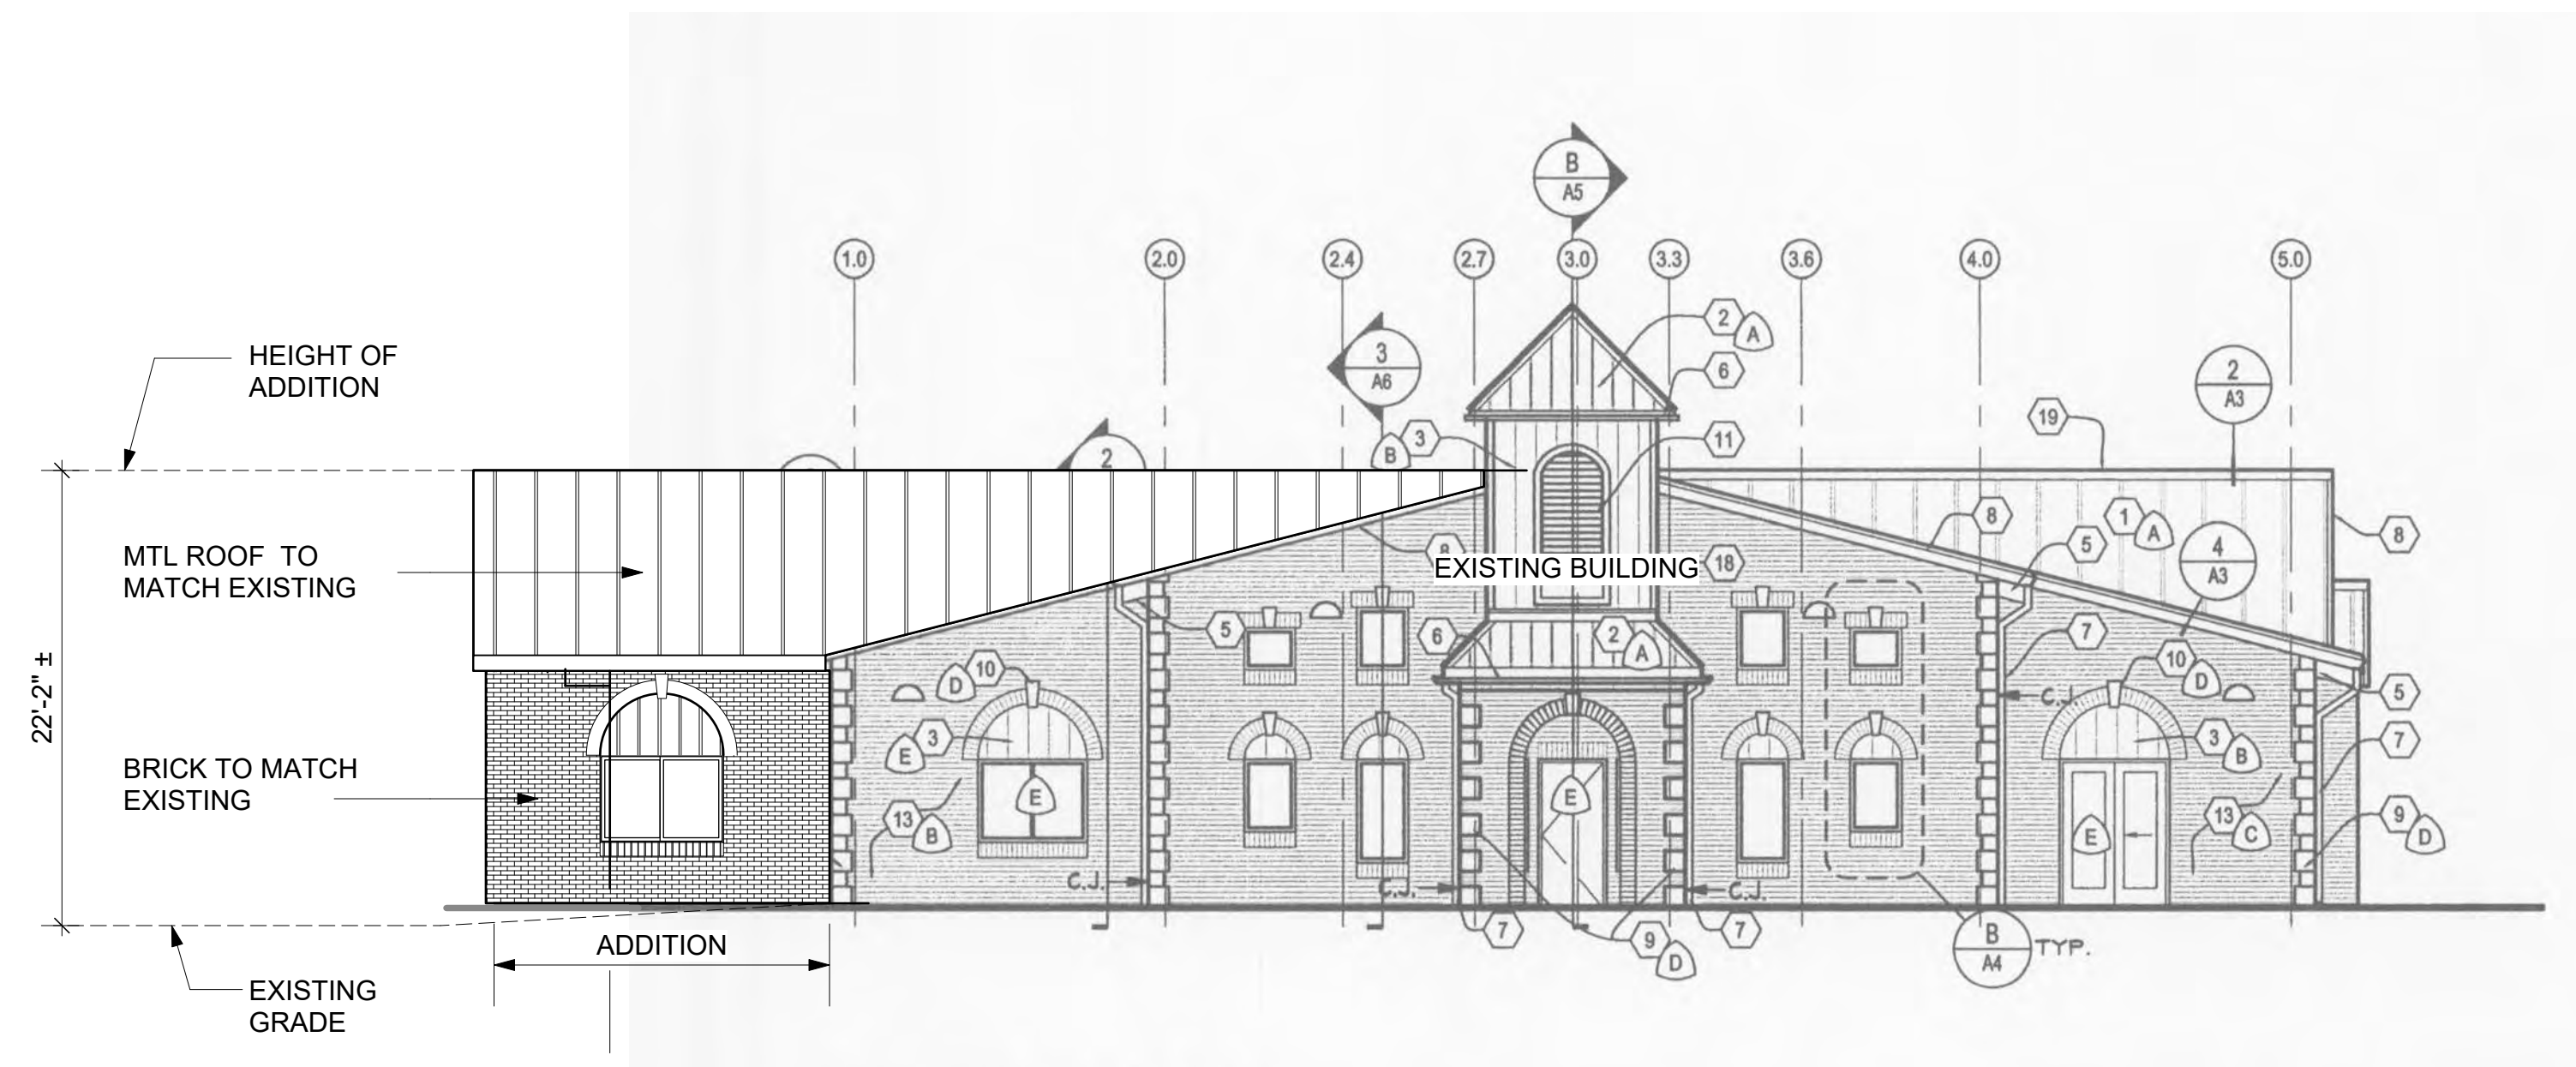 B
A5
1.0
2.0
2.4
2.7
3.0
3.3
3.6
4.0
5.0
2
A
HEIGHT OF
ADDITION
3
A6
6
2
A3
19
B
3
11
2
MTL ROOF TO
MATCH EXISTING
8
EXISTING BUILDING
18
8
1
A
5
4
A3
8
5
6
2
A
7
22'-2" ±
D
10
10
D
C.J.
5
E
3
3
B
7
BRICK TO MATCH
EXISTING
E
E
13
B
E
13
C
9
D
C.J.
C.J.
C.J.
ADDITION
7
9
D
7
B
A4
TYP.
EXISTING
GRADE